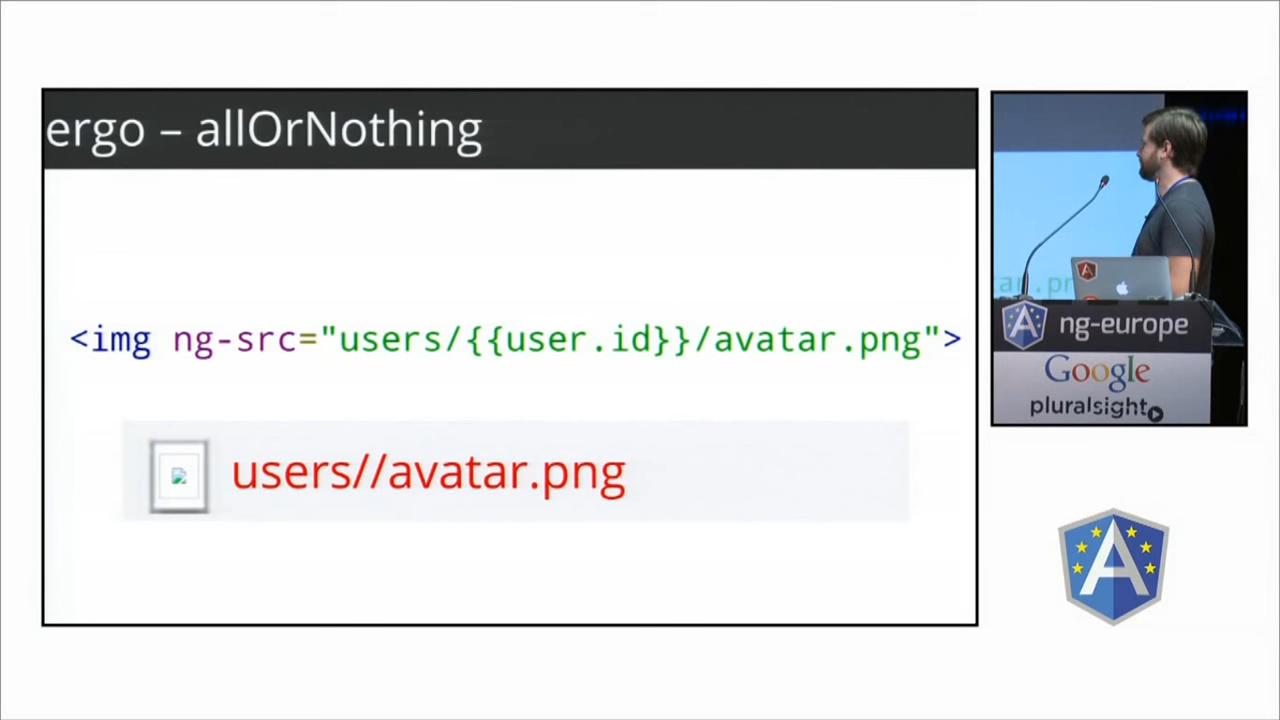 ergo – allOrNothing
<img ng-src="users/{{user.id}}/avatar.png">
users//avatar.png
ng-europe
Google
pluralsight